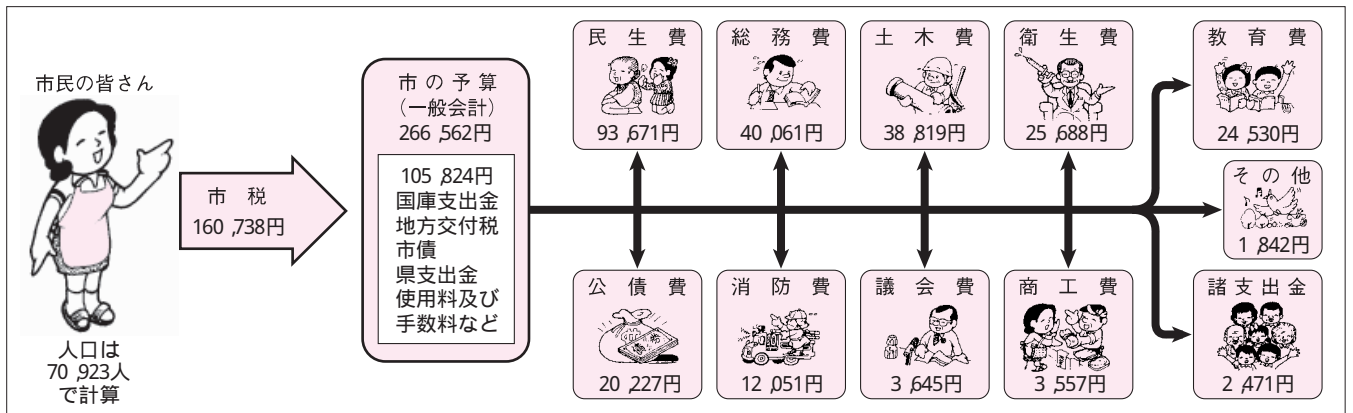 市民の皆さん
人口は
70,923人
で計算
市税
160,738円
市の予算
(一般会計)
266,562円
105,824円
国庫支出金
地方交付税
市債
県支出金
使用料及び
手数料など
民生費
93,671円
総務費
40,061円
土木費
38,819円
衛生費
25,688円
教育費
24,530円
その他
1,842円
公債費
20,227円
消防費
12,051円
議会費
3,645円
商工費
3,557円
諸支出金
2,471円